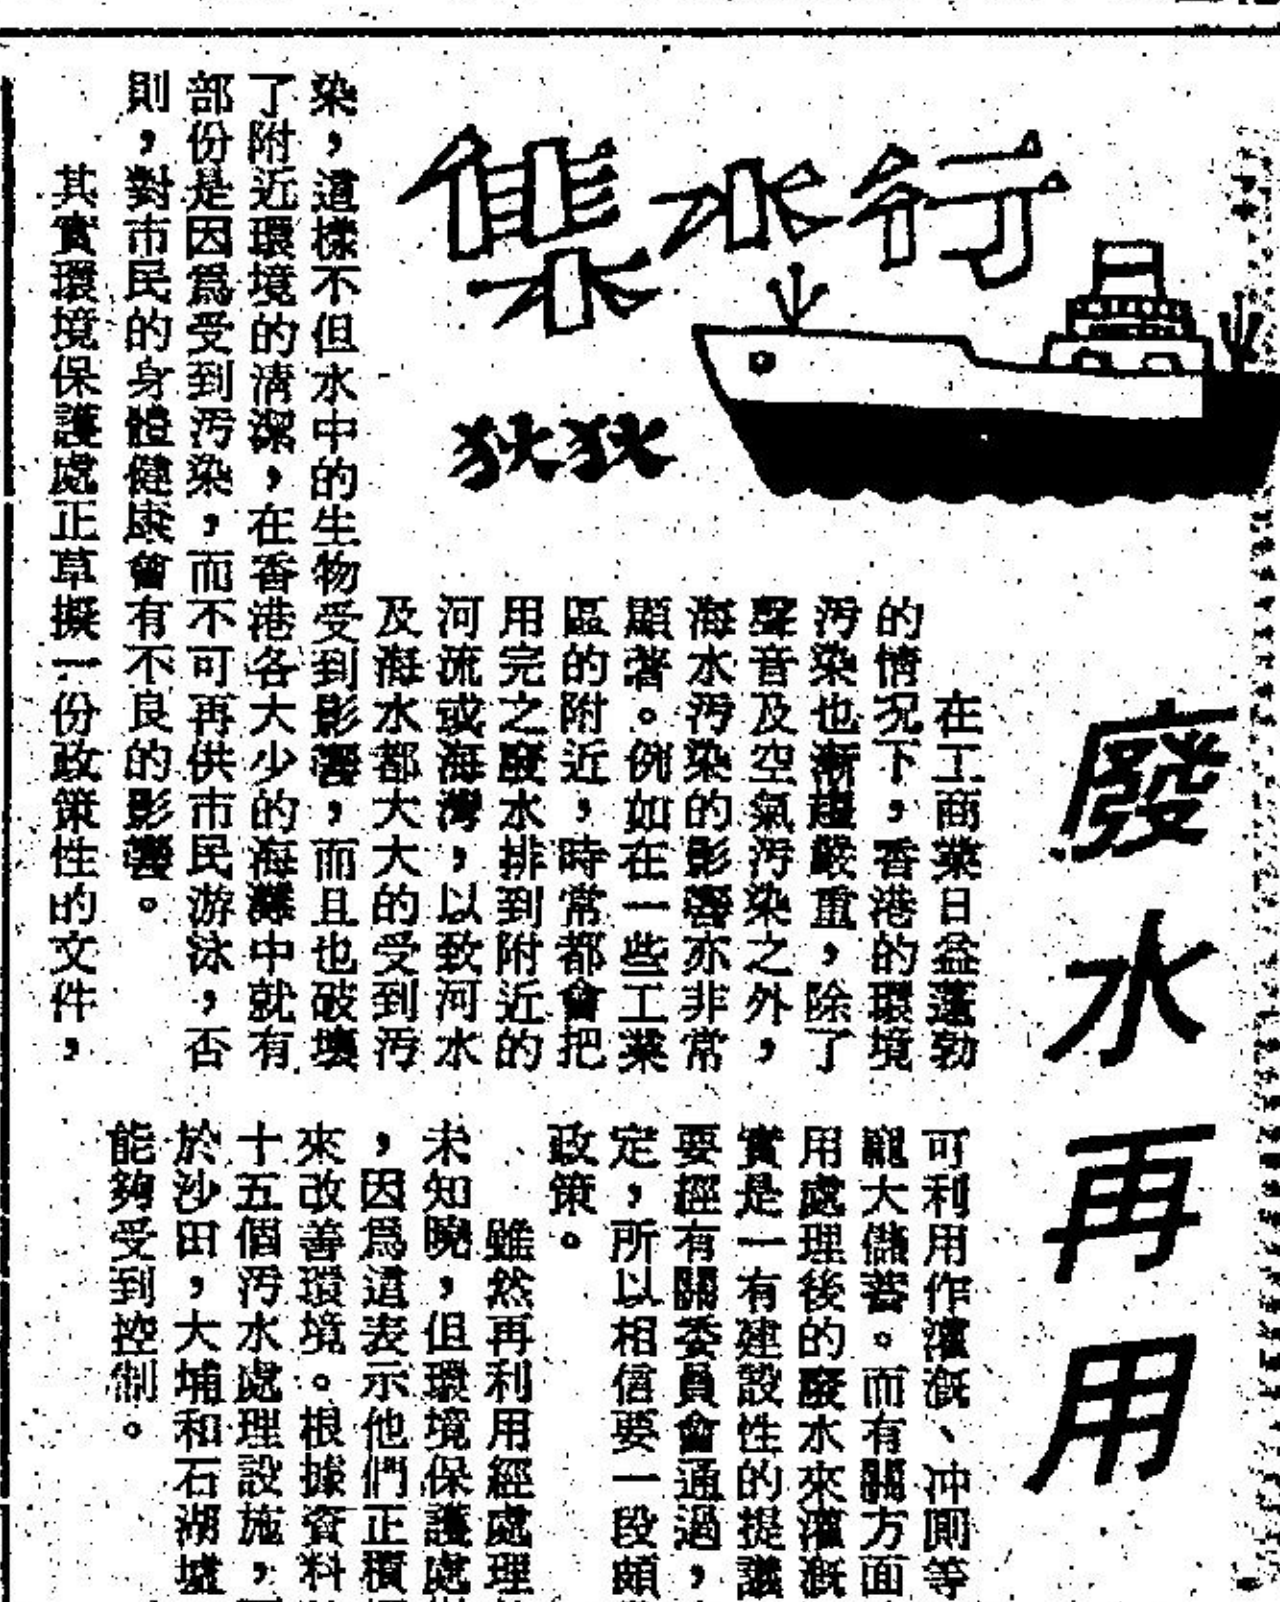 行水集
狄狄
廢水再用
在工商業日益蓬勃
的情況下，香港的環境
汚染也漸趨嚴重，除了
聲音及空氣汚染之外，
海水汚染的影響亦非常
顯著。例如在一些工業
區的附近，時常都會把
用完之廢水排到附近的
河流或海灣，以致河水
及海水都大大的受到汚
染，這樣不但水中的生物受到影響，而且也破壞
了附近環境的清潔，在香港各大少的海灘中就有
部份是因爲受到汚染，而不可再供市民游泳，否
則，對市民的身體健康會有不良的影響。
其實環境保護處正草擬一份政策性的文件，
可利用作灌溉、冲厠等
龐大儲蓄。而有關方面
用處理後的廢水來灌溉
實是一有建設性的提議
要經有關委員會通過，
定，所以相信要一段頗
政策。
雖然再利用經處理
未知曉，但環境保護處
，因爲這表示他們正積
來改善環境。根據資料
十五個汚水處理設施，
於沙田，大埔和石湖墟
能夠受到控制。